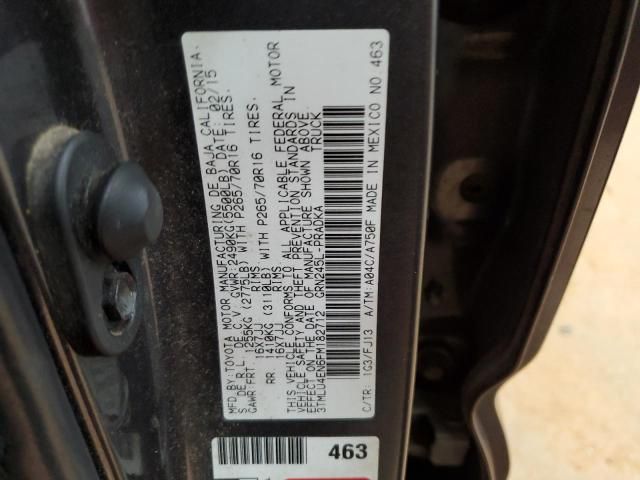 MFD.BY:TOYOTA MOTOR MANUFACTURING DE BAJA CALIFORNIA.
S. DE R.L. DE C.V. GVWR:2490KG(5500LB) DATE: 02/15
GAWR:FRT. 1255KG (2775LB) WITH P265/70R16 TIRES.
16X7JJ RIMS
RR. 1410KG (3110LB) WITH P265/70R16 TIRES.
16X7JJ RIMS
THIS VEHICLE CONFORMS TO ALL APPLICABLE FEDERAL MOTOR
VEHICLE SAFETY AND THEFT PREVENTION STANDARDS IN
EFFECT ON THE DATE OF MANUFACTURE SHOWN ABOVE.
3TMLU4EN6FM182712 GRN245L-PRADKA TRUCK
C/TR: 1G3/FJ13 A/TM:A04C/A750F MADE IN MEXICO NO.463
463